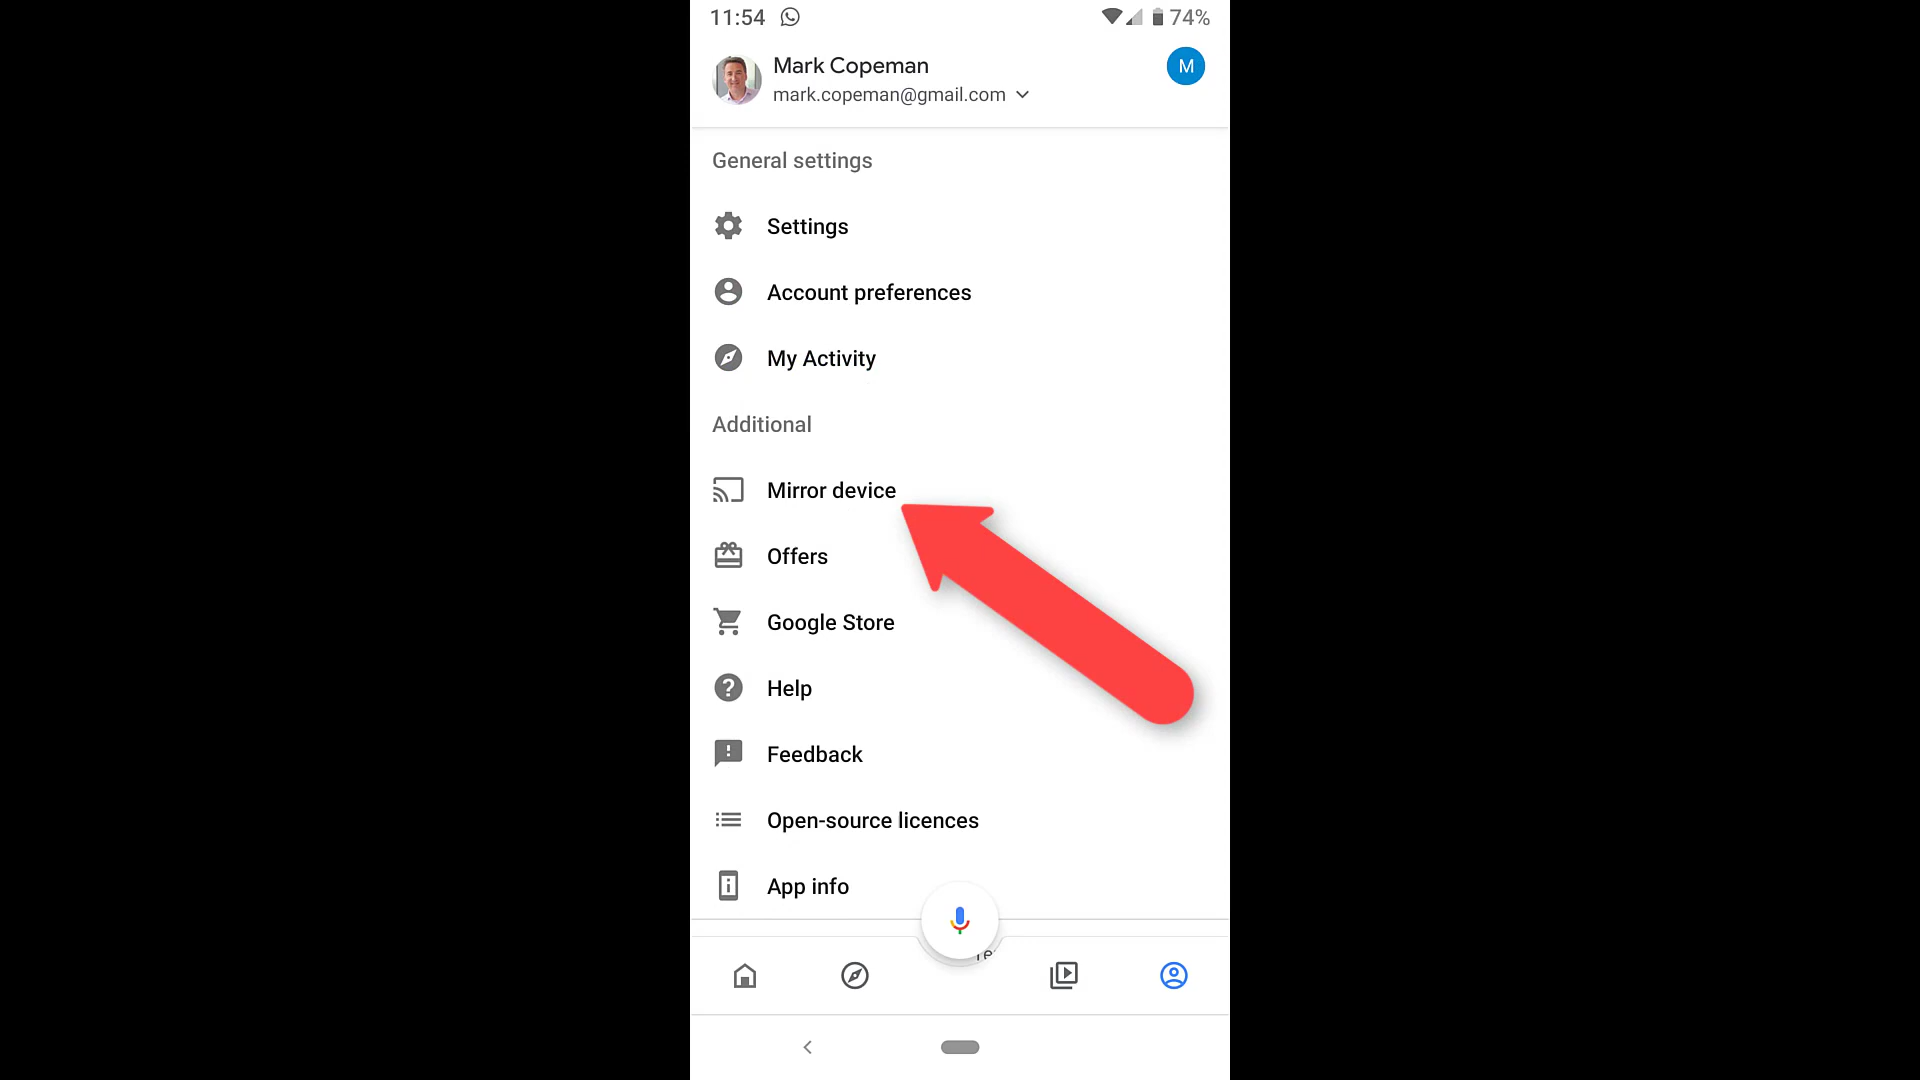 11:54 74%
Mark Copeman
mark.copeman@gmail.com
M
General settings
Settings
Account preferences
My Activity
Additional
Mirror device
Offers
Google Store
Help
Feedback
Open-source licences
App info